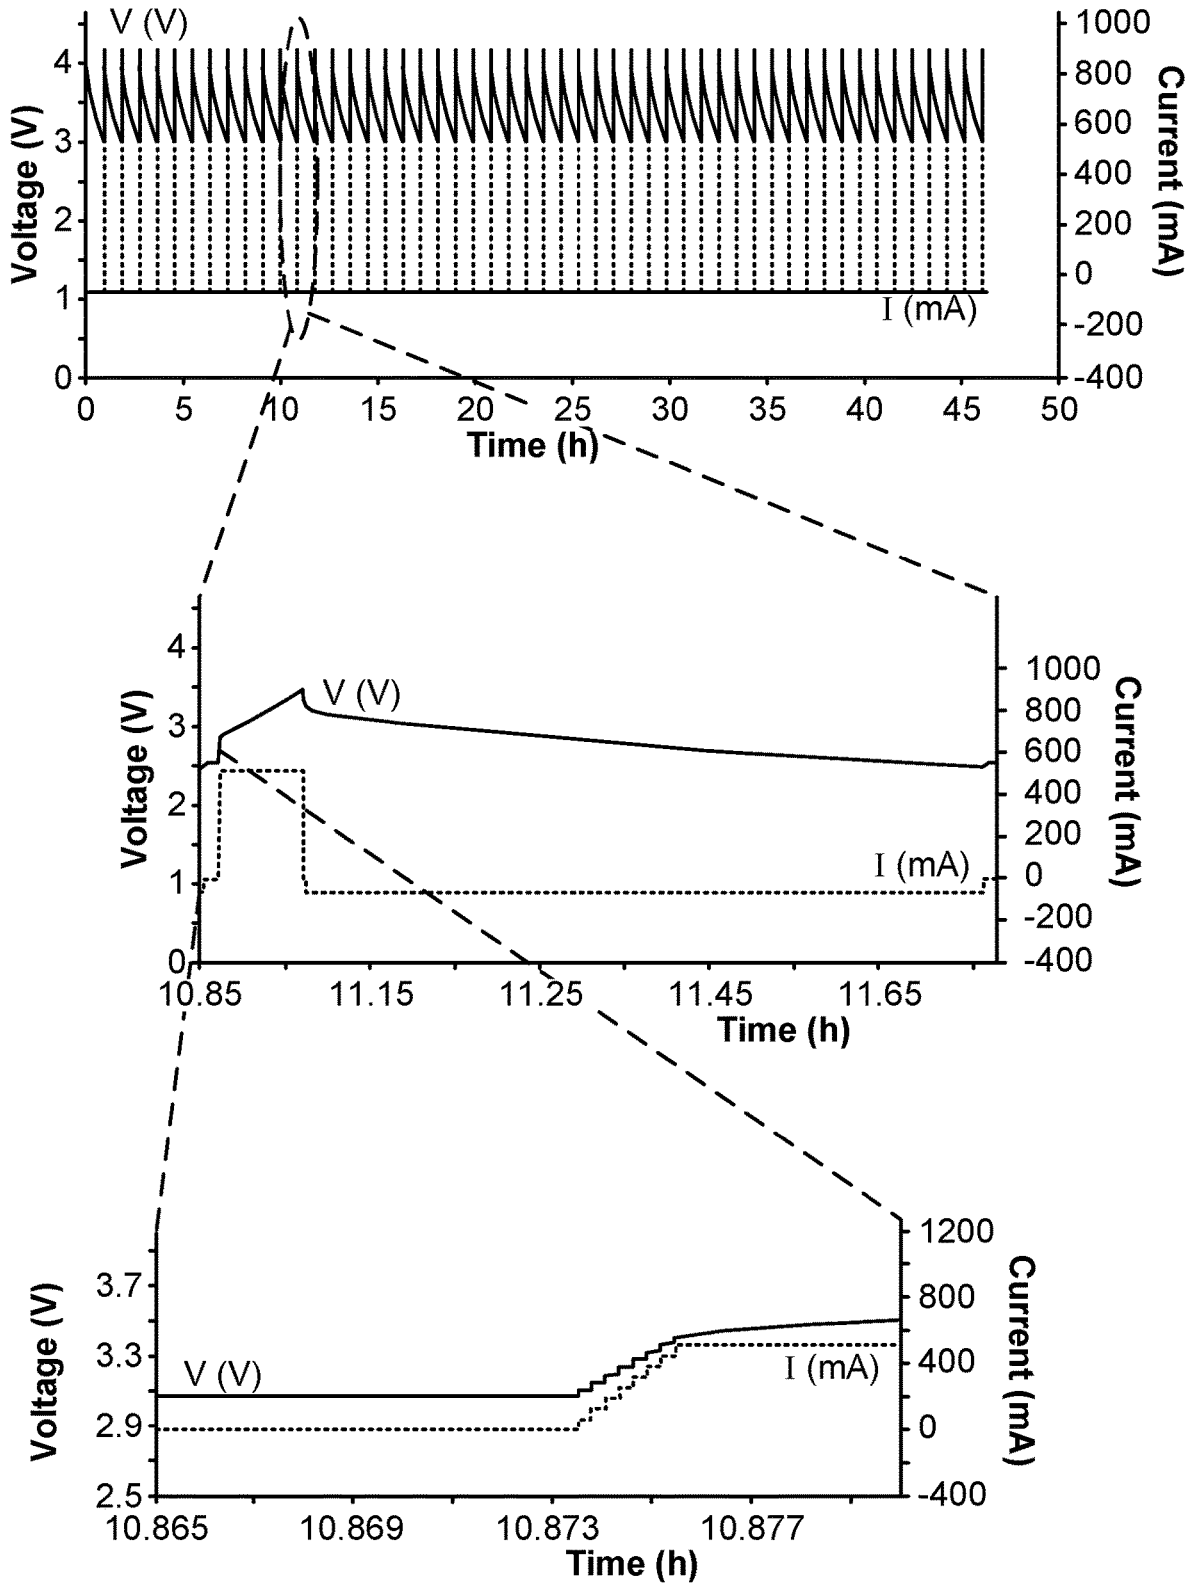 V (V)
Voltage (V)
4
3
2
1
0
1000
800
600
400
200
0
-200
-400
Current (mA)
I (mA)
0 5 10 15 20 25 30 35 40 45 50
Time (h)
Voltage (V)
4
3
2
1
0
V (V)
I (mA)
1000
800
600
400
200
0
-200
-400
Current (mA)
10.85 11.15 11.25 11.45 11.65
Time (h)
Voltage (V)
3.7
3.3
2.9
2.5
V (V)
I (mA)
1200
800
400
0
-400
Current (mA)
10.865 10.869 10.873 10.877
Time (h)